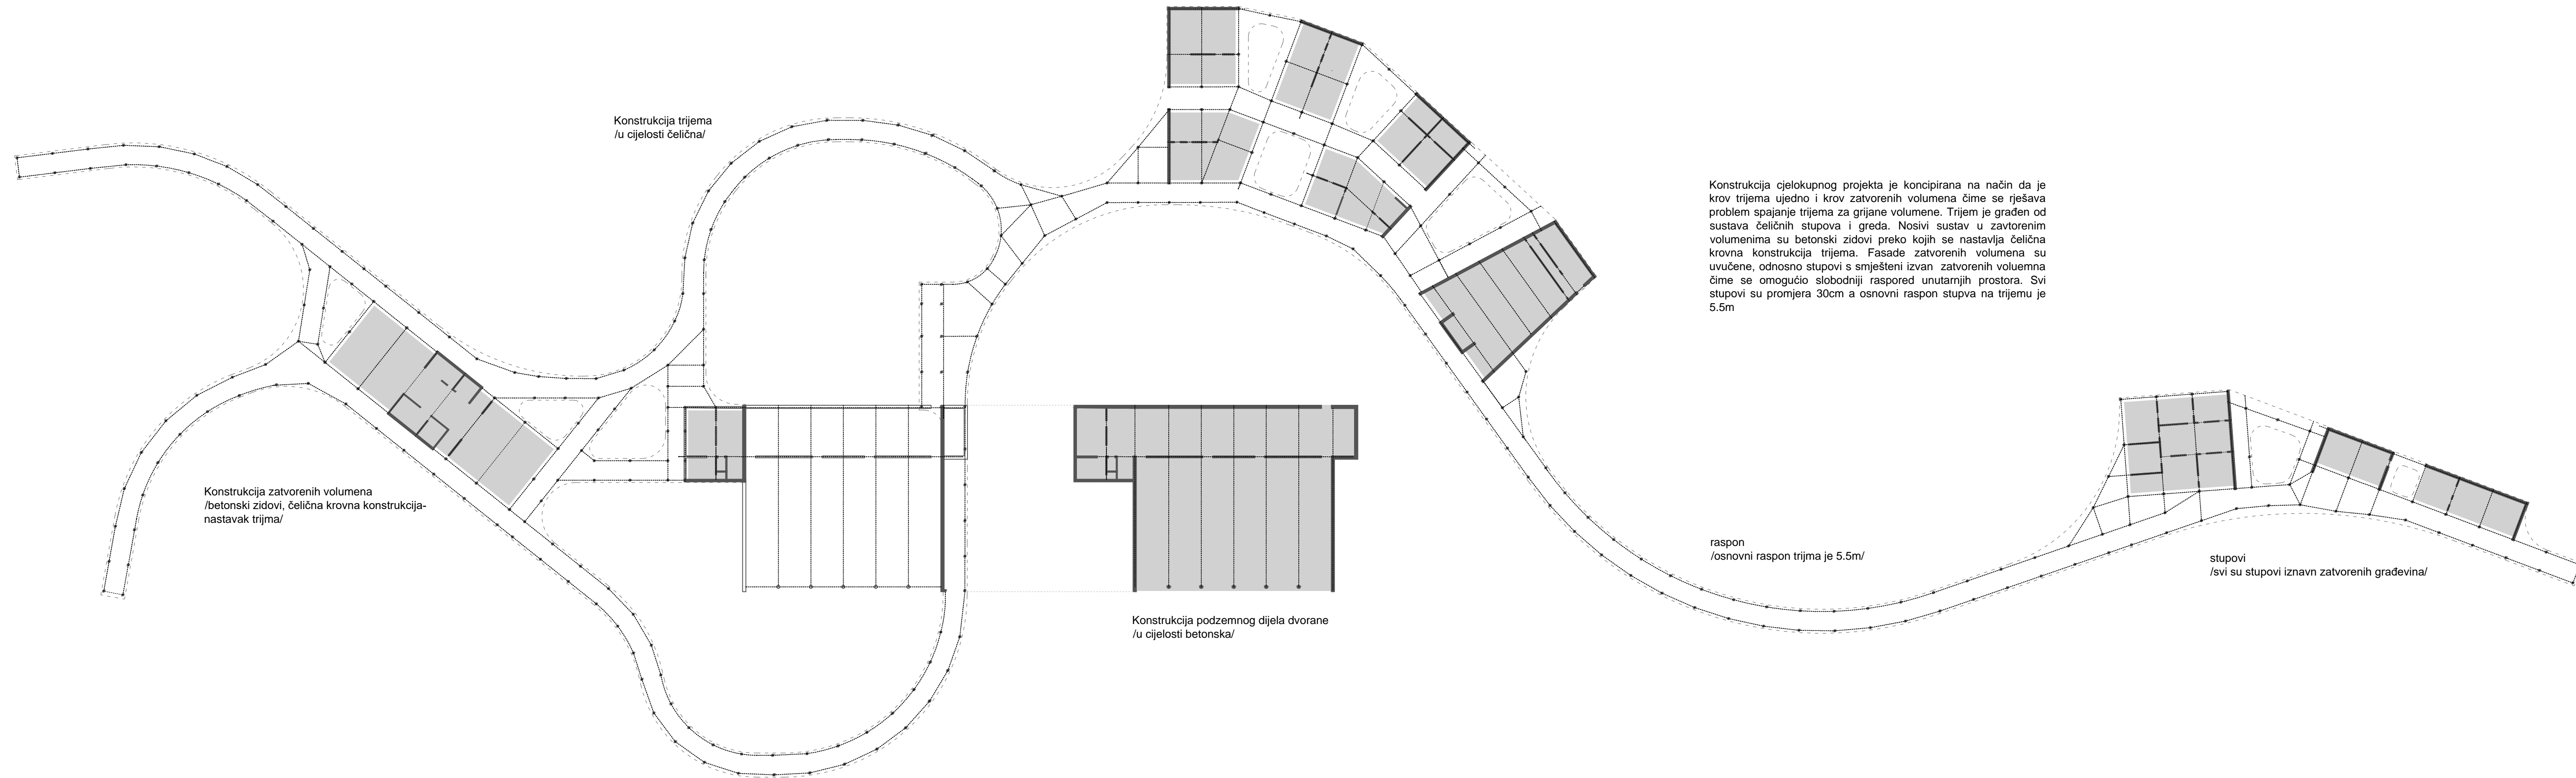 Konstrukcija trijema
/u cijelosti čelična/
Konstrukcija cjelokupnog projekta je koncipirana na način da je
krov trijema ujedno i krov zatvorenih volumena čime se rješava
problem spajanje trijema za grijane volumene. Trijem je građen od
sustava čeličnih stupova i greda. Nosivi sustav u zavtorenim
volumenima su betonski zidovi preko kojih se nastavlja čelična
krovna konstrukcija trijema. Fasade zatvorenih volumena su
uvučene, odnosno stupovi s smješteni izvan zatvorenih voluemna
čime se omogućio slobodniji raspored unutarnjih prostora. Svi
stupovi su promjera 30cm a osnovni raspon stupva na trijemu je
5.5m
Konstrukcija zatvorenih volumena
/betonski zidovi, čelična krovna konstrukcija-
nastavak trijma/
raspon
/osnovni raspon trijma je 5.5m/
stupovi
/svi su stupovi iznavn zatvorenih građevina/
Konstrukcija podzemnog dijela dvorane
/u cijelosti betonska/